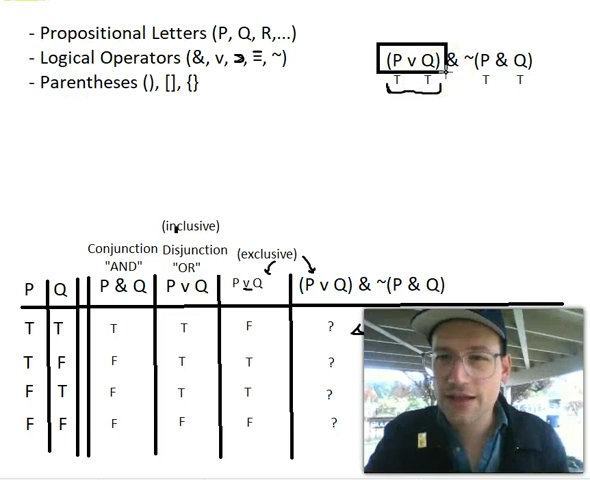 - Propositional Letters (P, Q, R,...)
- Logical Operators (&, v, ⊃, ≡, ~)
- Parentheses (), [], {}
(P v Q) & ~(P & Q)
T T T T
(inclusive)
Conjunction Disjunction (exclusive)
"AND" "OR"
P Q P & Q P v Q P v Q (P v Q) & ~(P & Q)
T T T T F ?
T F F T T ?
F T F T T ?
F F F F F ?